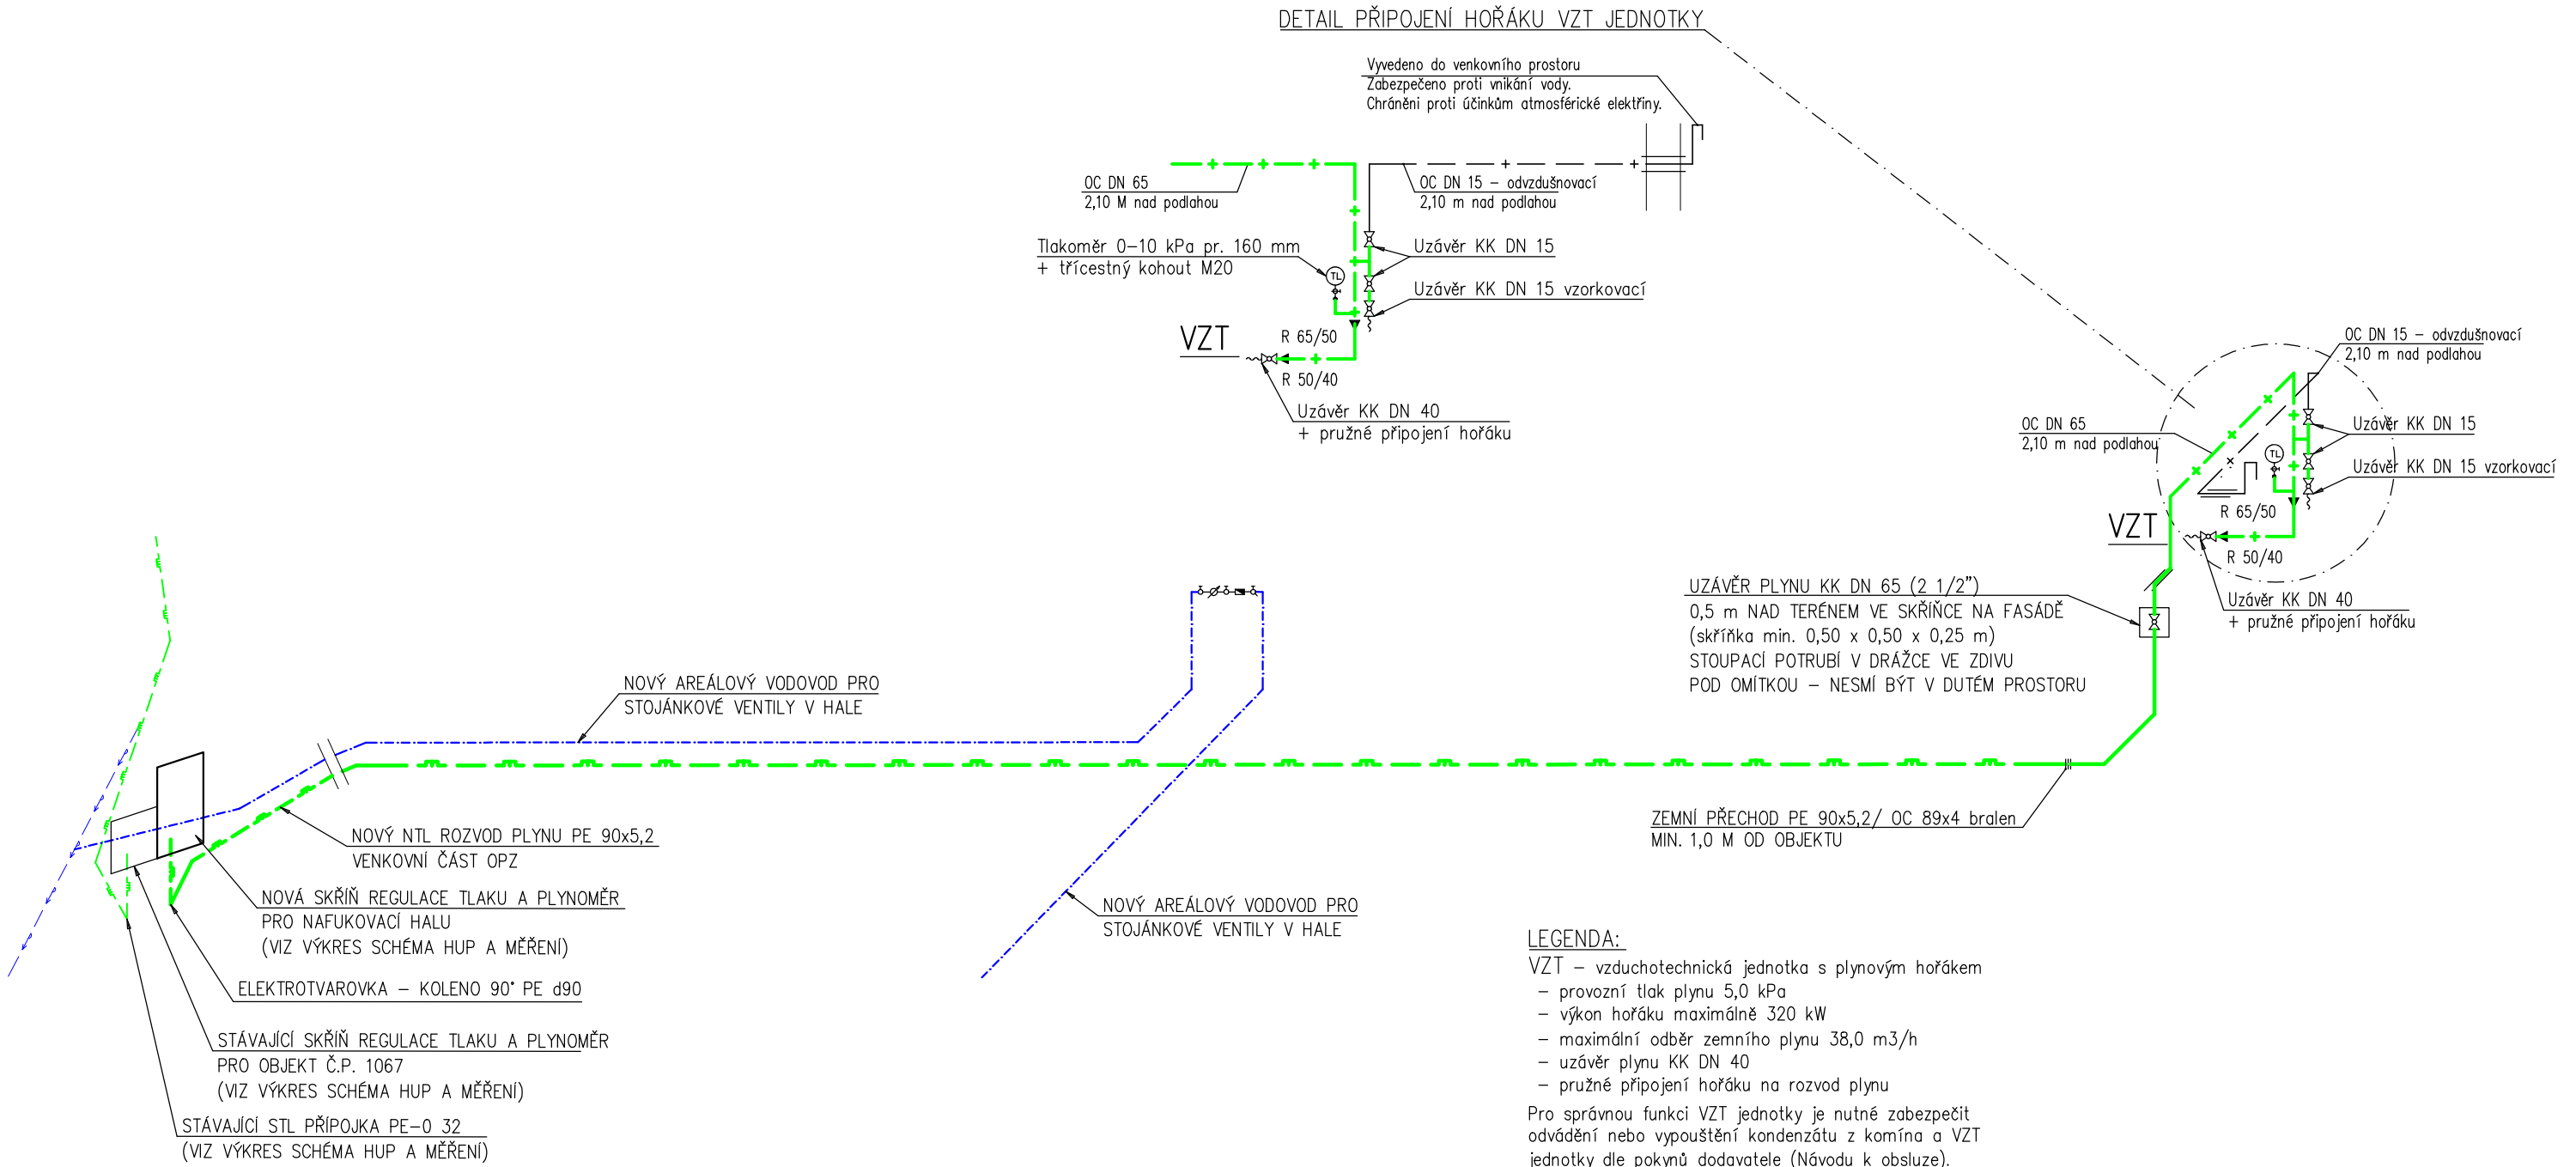 DETAIL PŘIPOJENÍ HOŘÁKU VZT JEDNOTKY
Vyvedeno do venkovního prostoru
Zabezpečeno proti vnikání vody.
Chráněni proti účinkům atmosférické elektřiny.
OC DN 65
2,10 M nad podlahou
OC DN 15 – odvzdušnovací
2,10 m nad podlahou
Tlakoměr 0–10 kPa pr. 160 mm
+ třícestný kohout M20
TL
Uzávěr KK DN 15
Uzávěr KK DN 15 vzorkovací
VZT
R 65/50
R 50/40
Uzávěr KK DN 40
+ pružné připojení hořáku
OC DN 15 – odvzdušnovací
2,10 m nad podlahou
OC DN 65
2,10 m nad podlahou
TL
Uzávěr KK DN 15
Uzávěr KK DN 15 vzorkovací
VZT
R 65/50
R 50/40
Uzávěr KK DN 40
+ pružné připojení hořáku
UZÁVĚR PLYNU KK DN 65 (2 1/2")
0,5 m NAD TERÉNEM VE SKŘÍŇCE NA FASÁDĚ
(skříňka min. 0,50 x 0,50 x 0,25 m)
STOUPACÍ POTRUBÍ V DRÁŽCE VE ZDIVU
POD OMÍTKOU – NESMÍ BÝT V DUTÉM PROSTORU
NOVÝ AREÁLOVÝ VODOVOD PRO
STOJÁNKOVÉ VENTILY V HALE
ZEMNÍ PŘECHOD PE 90x5,2/ OC 89x4 bralen
MIN. 1,0 M OD OBJEKTU
NOVÝ NTL ROZVOD PLYNU PE 90x5,2
VENKOVNÍ ČÁST OPZ
NOVÁ SKŘÍŇ REGULACE TLAKU A PLYNOMĚR
PRO NAFUKOVACÍ HALU
(VIZ VÝKRES SCHÉMA HUP A MĚŘENÍ)
NOVÝ AREÁLOVÝ VODOVOD PRO
STOJÁNKOVÉ VENTILY V HALE
ELEKTROTVAROVKA – KOLENO 90° PE d90
STÁVAJÍCÍ SKŘÍŇ REGULACE TLAKU A PLYNOMĚR
PRO OBJEKT Č.P. 1067
(VIZ VÝKRES SCHÉMA HUP A MĚŘENÍ)
STÁVAJÍCÍ STL PŘÍPOJKA PE–0 32
(VIZ VÝKRES SCHÉMA HUP A MĚŘENÍ)
LEGENDA:
VZT – vzduchotechnická jednotka s plynovým hořákem
– provozní tlak plynu 5,0 kPa
– výkon hořáku maximálně 320 kW
– maximální odběr zemního plynu 38,0 m3/h
– uzávěr plynu KK DN 40
– pružné připojení hořáku na rozvod plynu
Pro správnou funkci VZT jednotky je nutné zabezpečit
odvádění nebo vypouštění kondenzátu z komína a VZT
jednotky dle pokynů dodavatele (Návodu k obsluze).